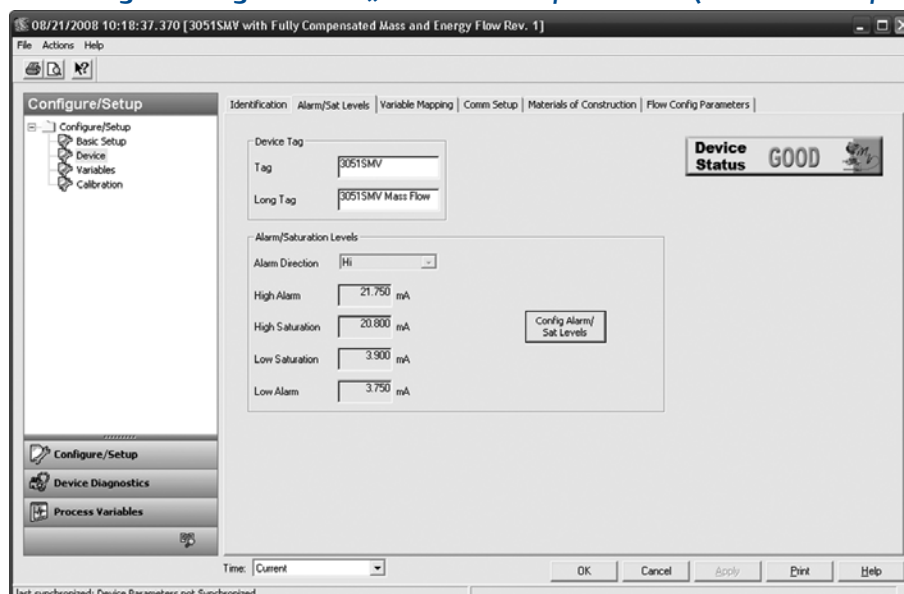 08/21/2008 10:18:37.370 [3051SMV with Fully Compensated Mass and Energy Flow Rev. 1]
File Actions Help
Configure/Setup
Identification Alarm/Sat Levels Variable Mapping Comm Setup Materials of Construction Flow Config Parameters
Configure/Setup
Basic Setup
Device
Variables
Calibration
Device Tag
Tag 3051SMV
Long Tag 3051SMV Mass Flow
Device Status GOOD
Alarm/Saturation Levels
Alarm Direction Hi
High Alarm 21.750 mA
High Saturation 20.800 mA
Low Saturation 3.900 mA
Low Alarm 3.750 mA
Config Alarm/
Sat Levels
Configure/Setup
Device Diagnostics
Process Variables
Time: Current
OK Cancel Apply Print Help
last synchronized: Device Parameters not Synchronized